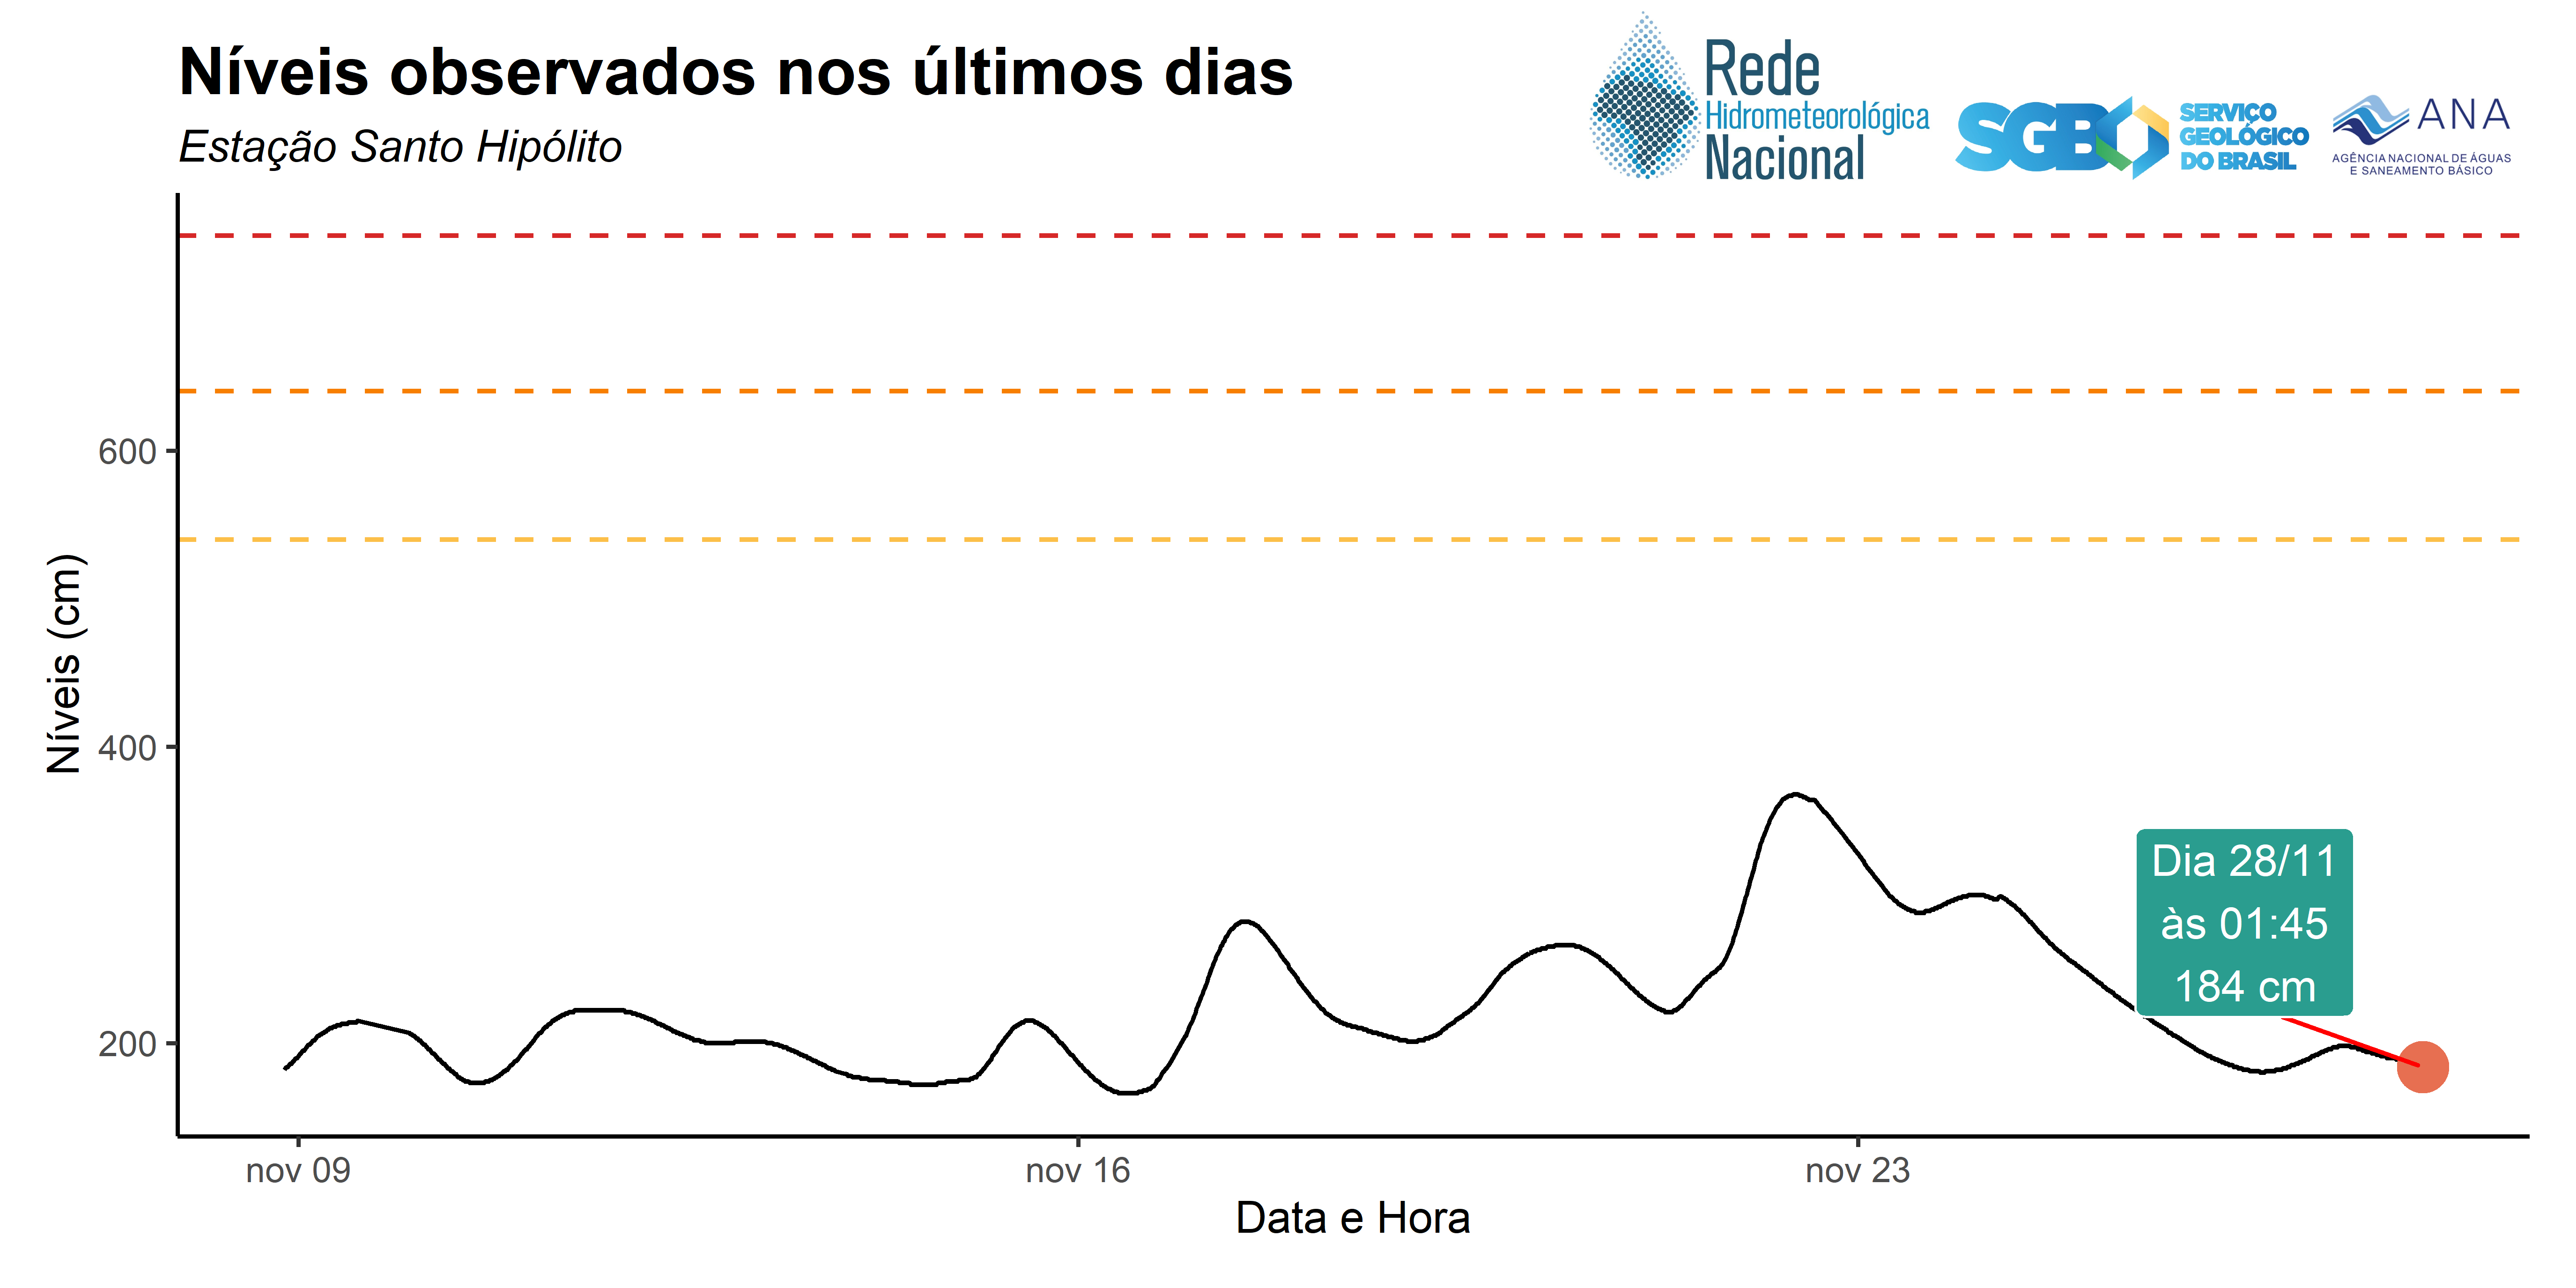 Níveis observados nos últimos dias
Estação Santo Hipólito
Rede
Hidrometeorológica
Nacional
SGB
SERVIÇO
GEOLÓGICO
DO BRASIL
ANA
AGÊNCIA NACIONAL DE ÁGUAS
E SANEAMENTO BÁSICO
Níveis (cm)
600
400
200
Dia 28/11
às 01:45
184 cm
nov 09
nov 16
nov 23
Data e Hora